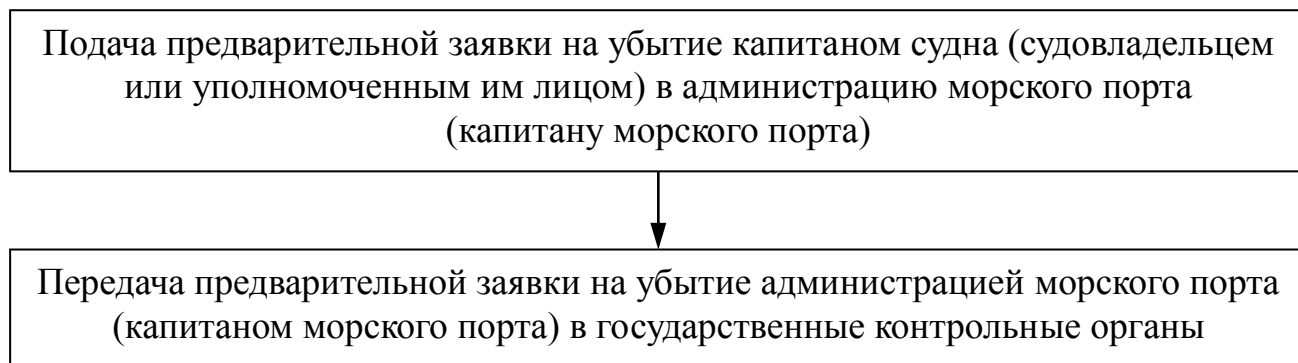 Подача предварительной заявки на убытие капитаном судна (судовладельцем
или уполномоченным им лицом) в администрацию морского порта
(капитану морского порта)
Передача предварительной заявки на убытие администрацией морского порта
(капитаном морского порта) в государственные контрольные органы